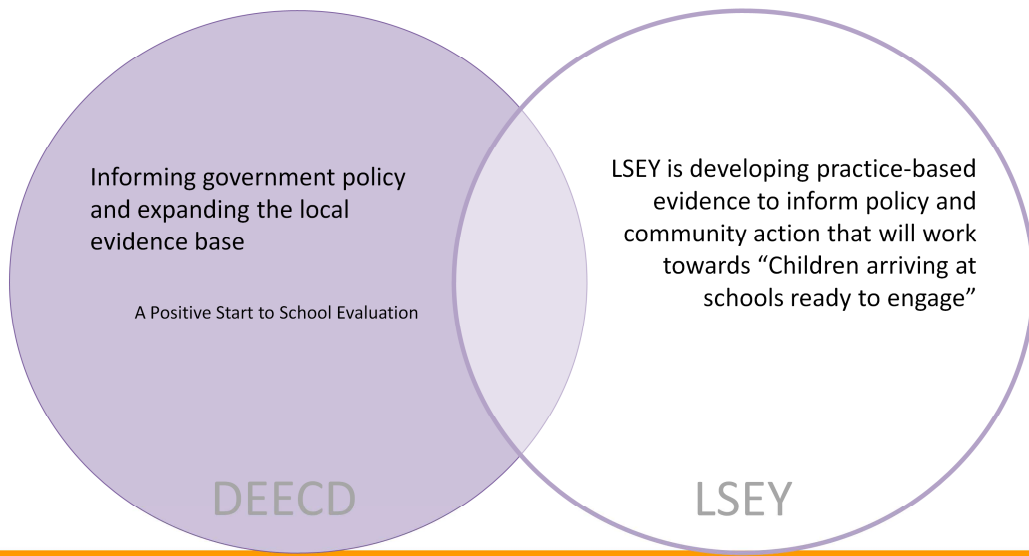 Informing government policy
and expanding the local
evidence base
A Positive Start to School Evaluation
DEECD
LSEY is developing practice-based
evidence to inform policy and
community action that will work
towards “Children arriving at
schools ready to engage”
LSEY